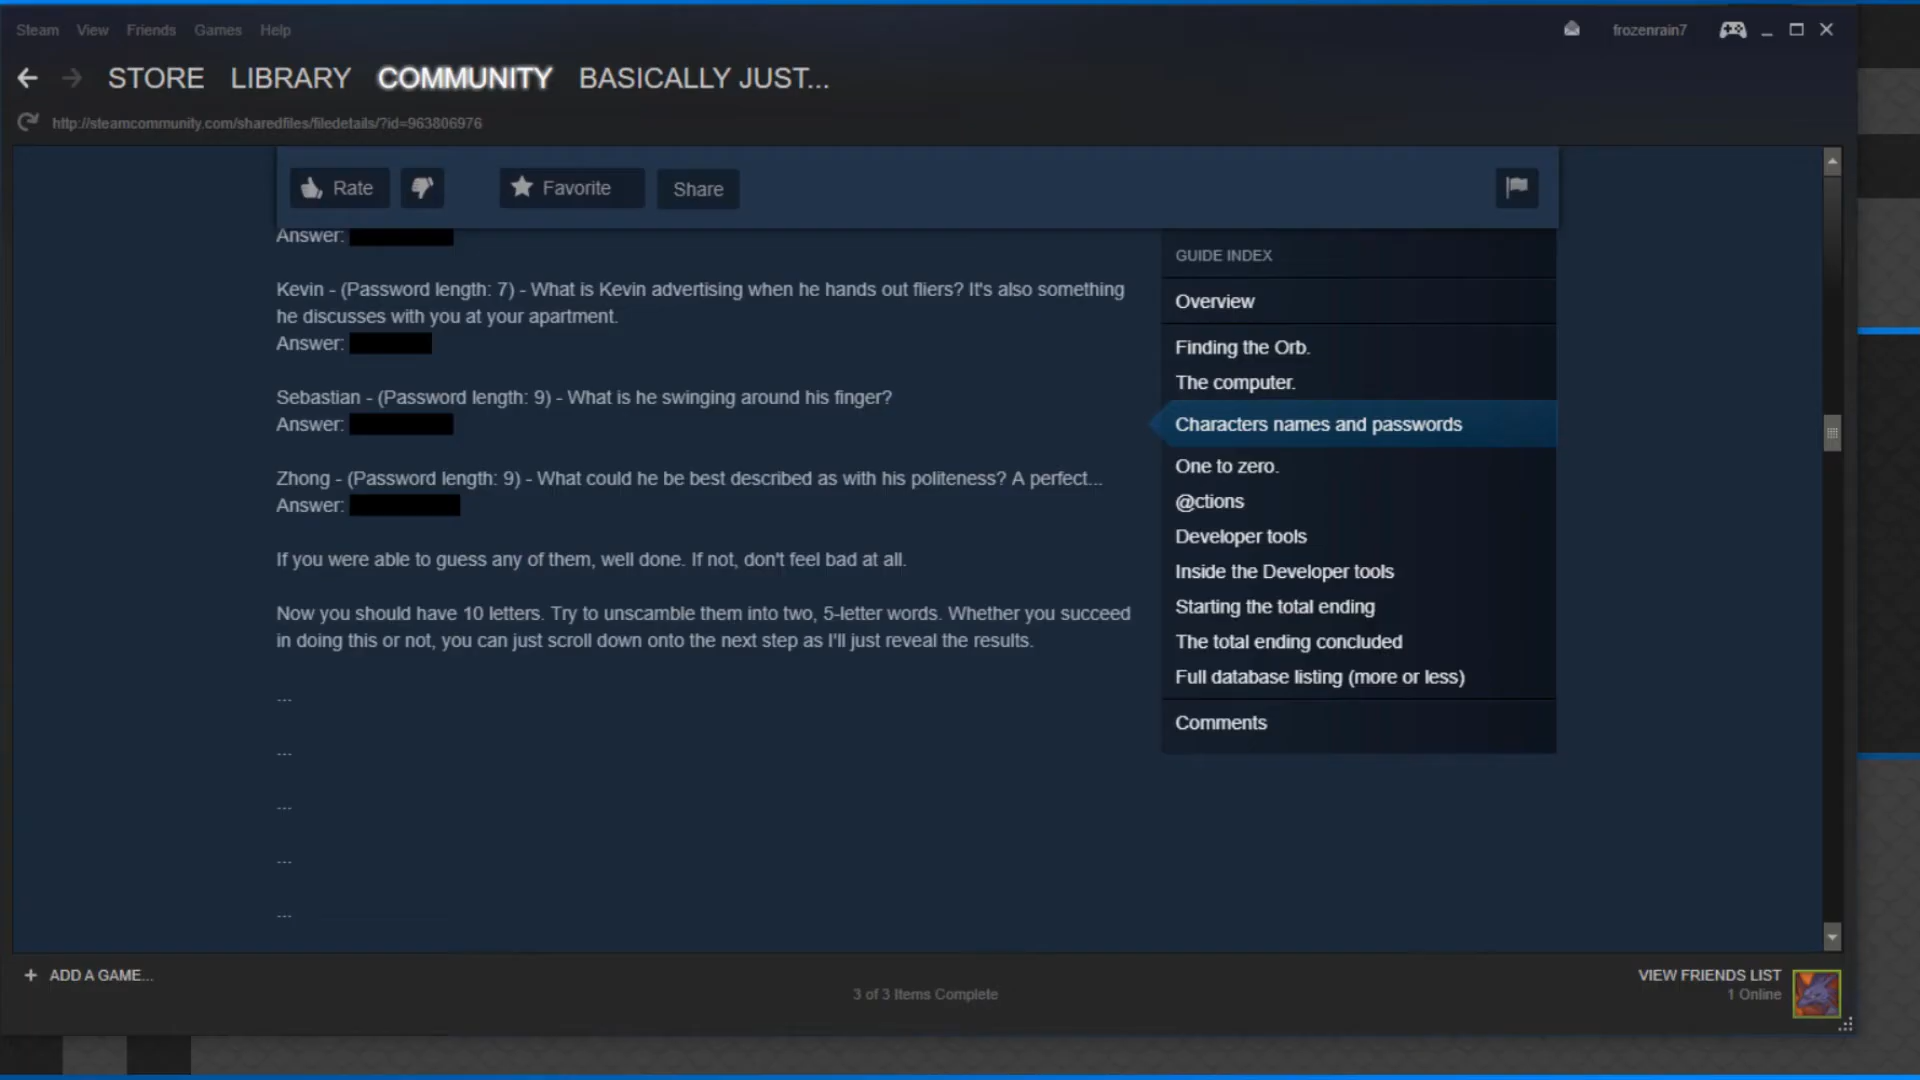 Steam View Friends Games Help
frozenrain7
STORE LIBRARY COMMUNITY BASICALLY JUST...
http://steamcommunity.com/sharedfiles/filedetails/?id=963806976
Rate
Favorite
Share
Answer:
Kevin - (Password length: 7) - What is Kevin advertising when he hands out fliers? It's also something
he discusses with you at your apartment.
Answer:
Sebastian - (Password length: 9) - What is he swinging around his finger?
Answer:
Zhong - (Password length: 9) - What could he be best described as with his politeness? A perfect...
Answer:
If you were able to guess any of them, well done. If not, don't feel bad at all.
Now you should have 10 letters. Try to unscramble them into two, 5-letter words. Whether you succeed
in doing this or not, you can just scroll down onto the next step as I'll just reveal the results.
...
...
...
...
...
GUIDE INDEX
Overview
Finding the Orb.
The computer.
Characters names and passwords
One to zero.
@ctions
Developer tools
Inside the Developer tools
Starting the total ending
The total ending concluded
Full database listing (more or less)
Comments
+ ADD A GAME...
3 of 3 Items Complete
VIEW FRIENDS LIST
1 Online